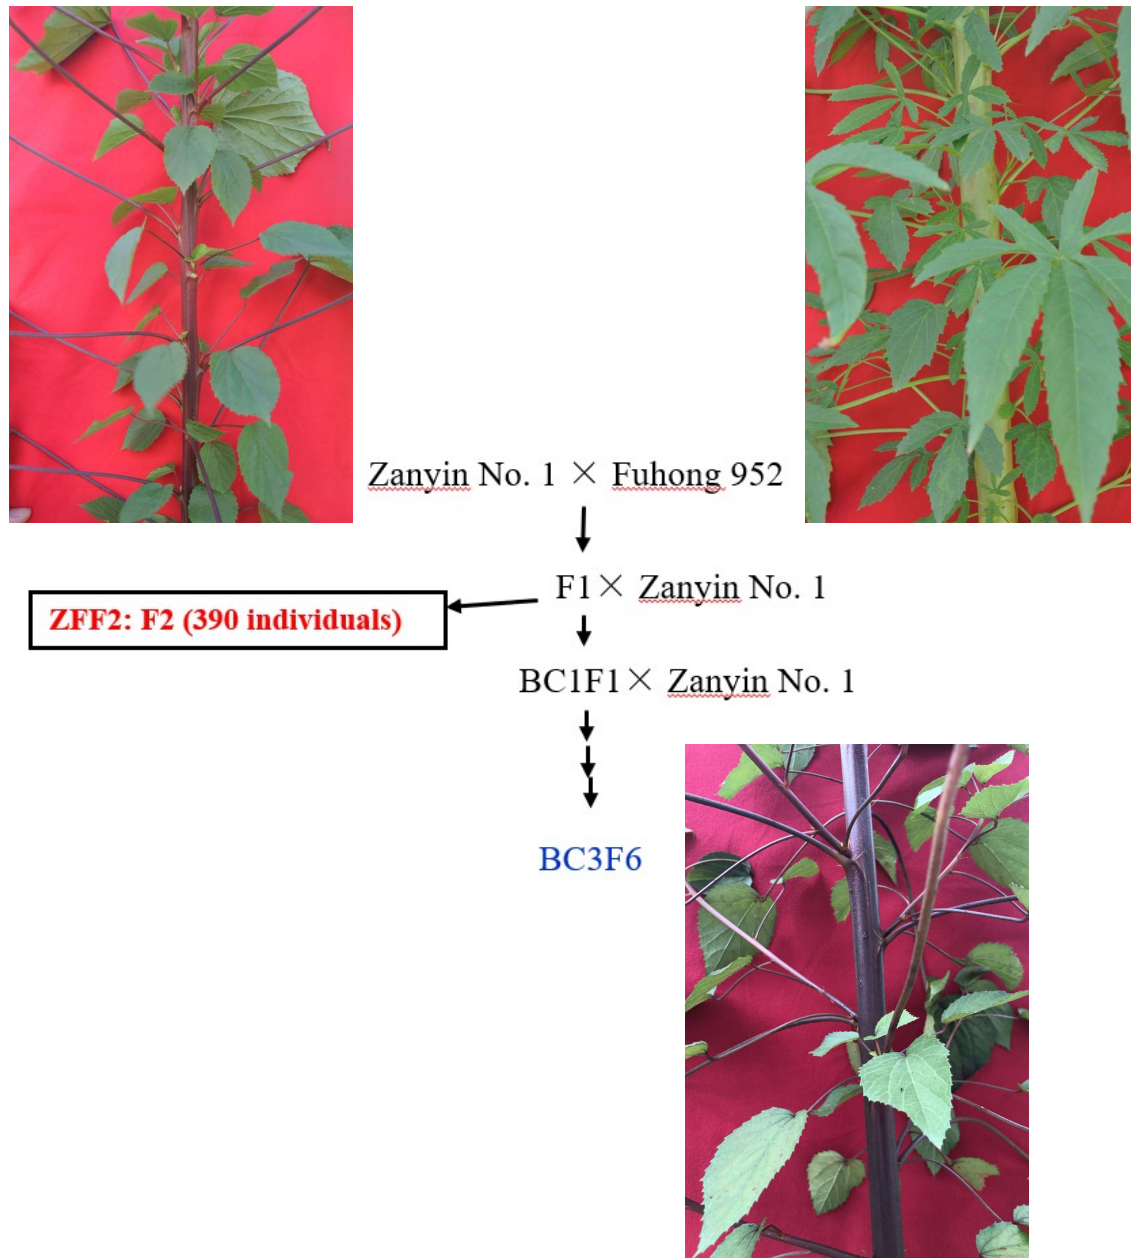 Zanyin No. 1 × Fuhong 952
F1× Zanyin No. 1
ZFF2: F2 (390 individuals)
BC1F1× Zanyin No. 1
BC3F6